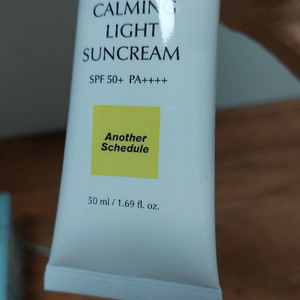 CALMING
LIGHT
SUNCREAM
SPF 50+ PA++++
Another
Schedule
50 ml / 1.69 fl. oz.